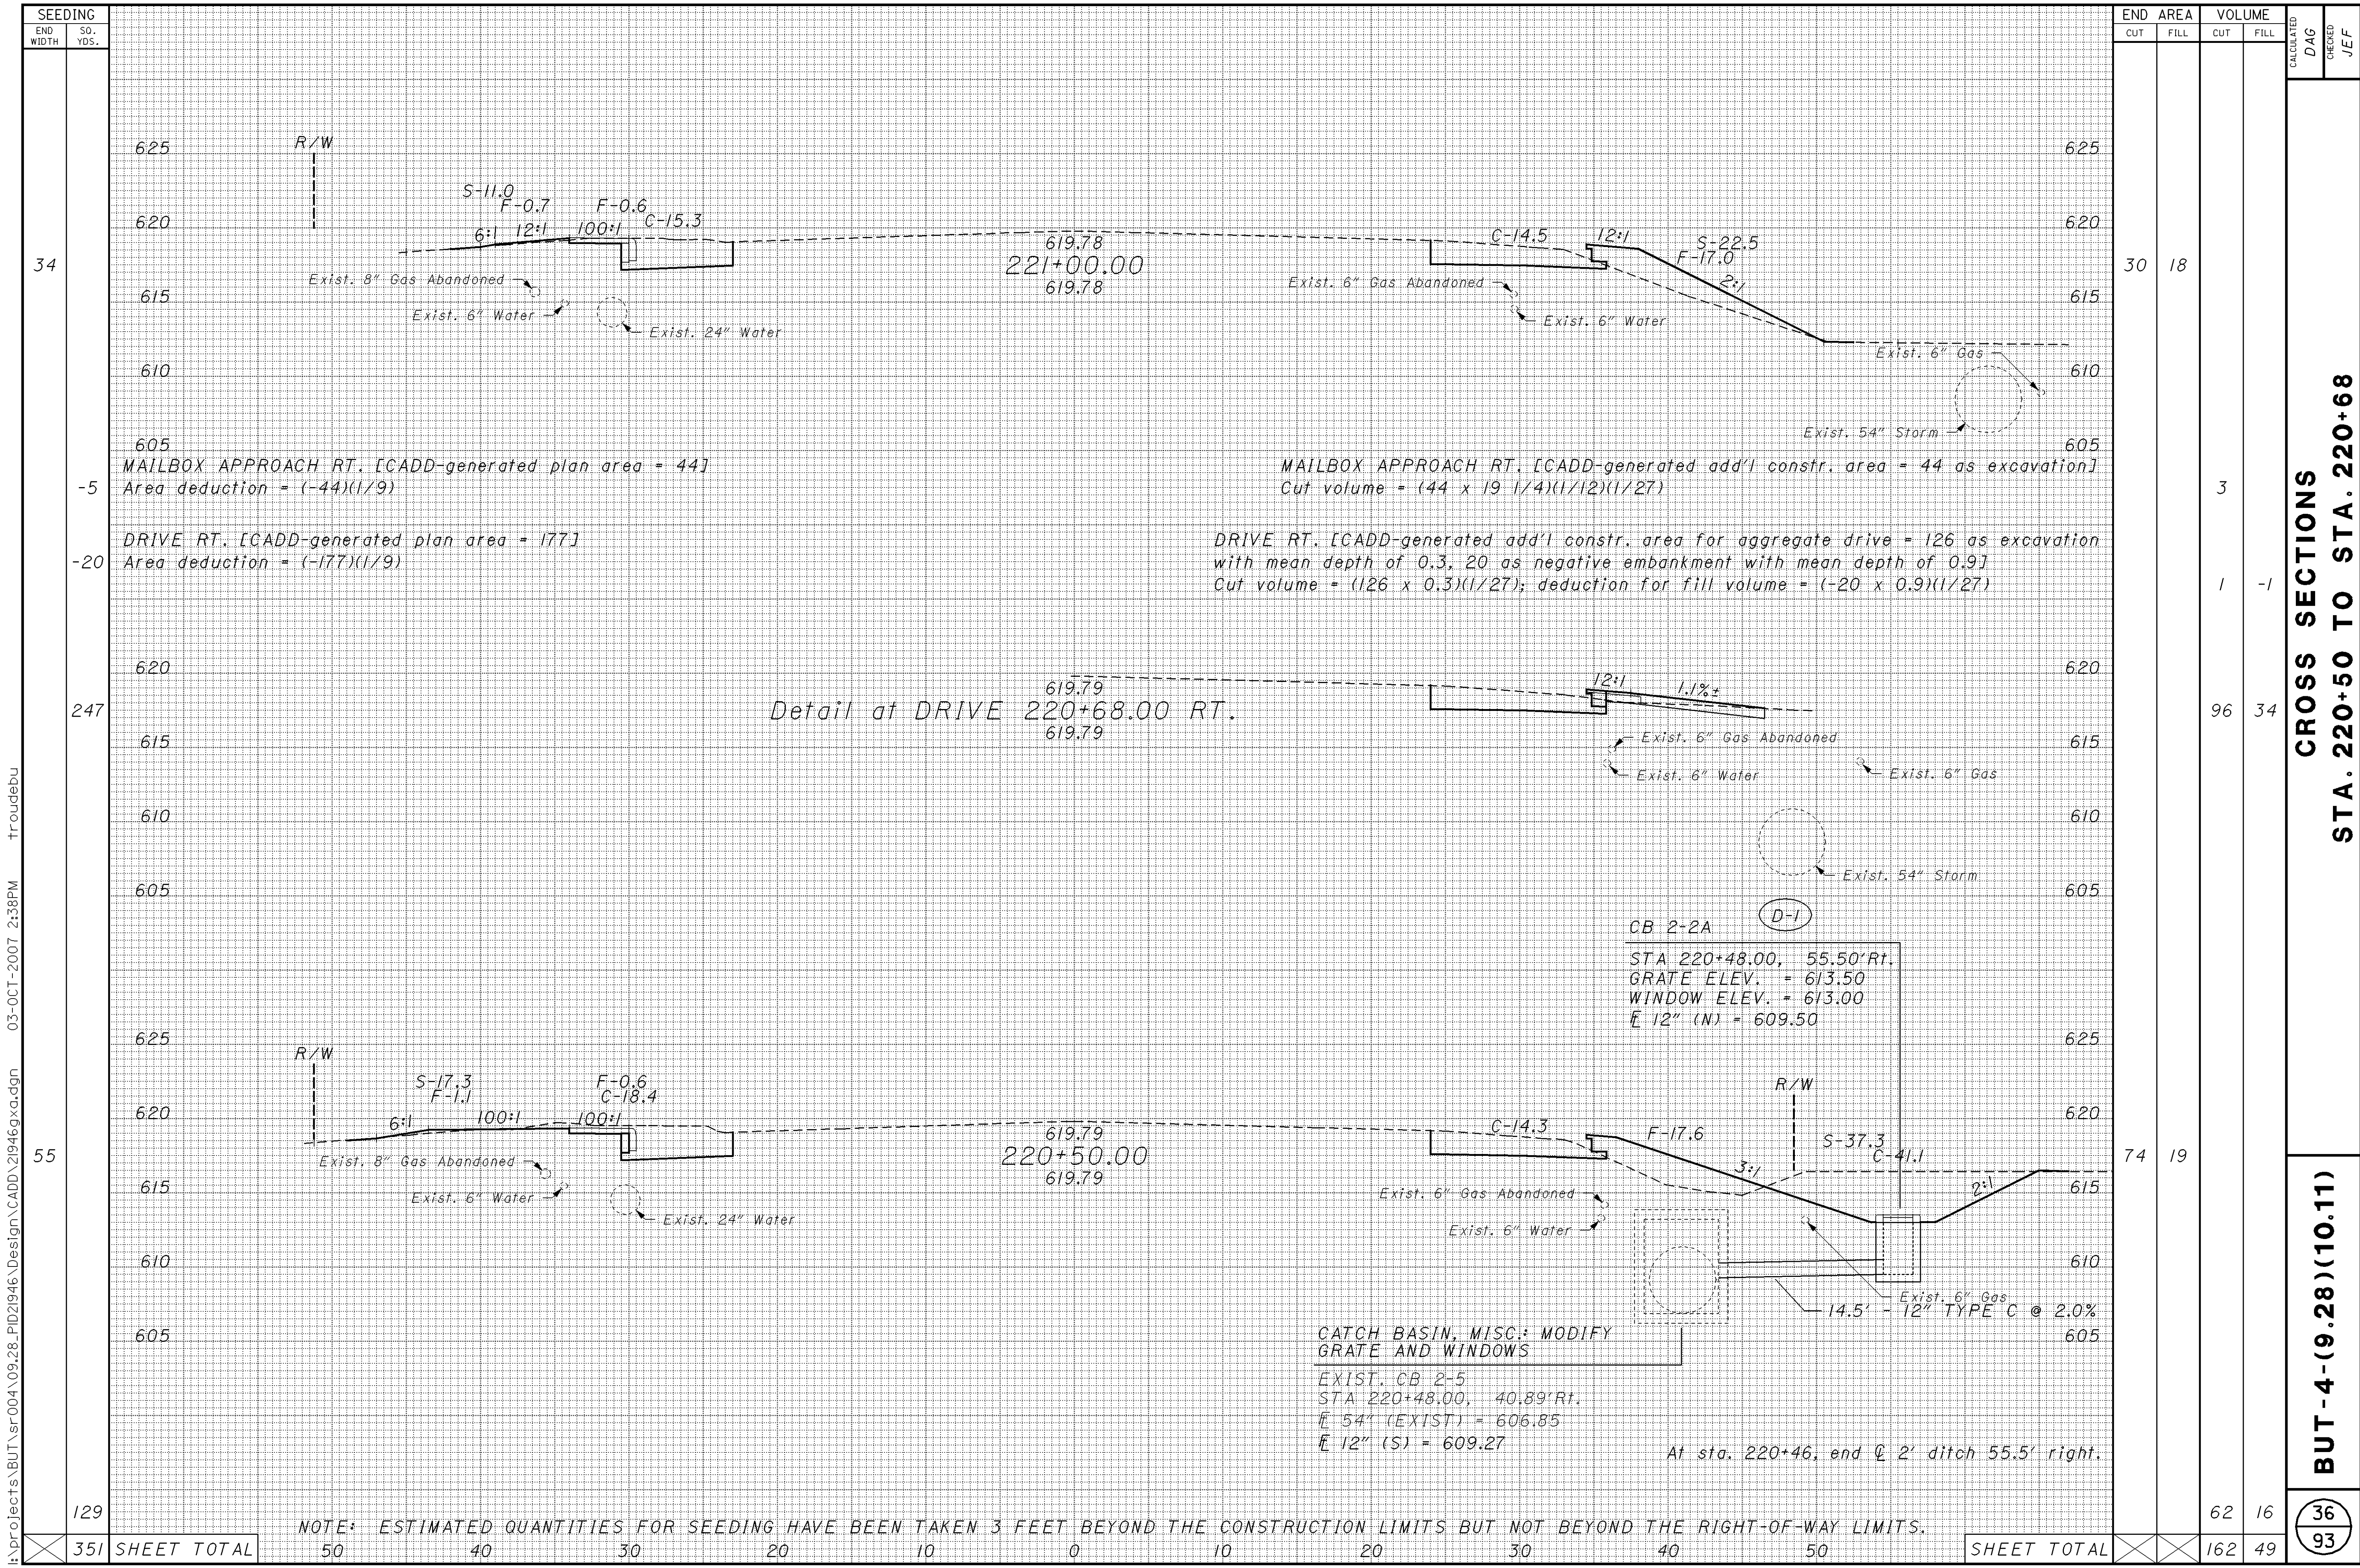 SEEDING
END WIDTH
SQ. YDS.
END AREA
VOLUME
CUT
FILL
CUT
FILL
CALCULATED
DAG
CHECKED
JEF
625
R/W
625
S-11.0
F-0.7
F-0.6
C-15.3
620
6:1
12:1
100:1
619.78
C-14.5
12:1
S-22.5
F-17.0
620
34
221+00.00
30
18
619.78
2:1
Exist. 8" Gas Abandoned
Exist. 6" Gas Abandoned
615
615
Exist. 6" Water
Exist. 24" Water
Exist. 6" Water
Exist. 6" Gas
610
610
Exist. 54" Storm
605
605
MAILBOX APPROACH RT. [CADD-generated plan area = 44]
-5
Area deduction = (-44)(1/9)
MAILBOX APPROACH RT. [CADD-generated add'l constr. area = 44 as excavation]
Cut volume = (44 x 19 1/4)(1/12)(1/27)
3
DRIVE RT. [CADD-generated plan area = 177]
-20
Area deduction = (-177)(1/9)
DRIVE RT. [CADD-generated add'l constr. area for aggregate drive = 126 as excavation
with mean depth of 0.3, 20 as negative embankment with mean depth of 0.9]
Cut volume = (126 x 0.3)(1/27); deduction for fill volume = (-20 x 0.9)(1/27)
1
-1
620
620
619.79
12:1
1.1%±
247
Detail at DRIVE 220+68.00 RT.
96
34
619.79
615
615
Exist. 6" Gas Abandoned
Exist. 6" Water
Exist. 6" Gas
610
610
Exist. 54" Storm
605
605
D-1
CB 2-2A
STA 220+48.00, 55.50'Rt.
GRATE ELEV. = 613.50
WINDOW ELEV. = 613.00
FL 12" (N) = 609.50
625
625
R/W
R/W
S-17.3
F-1.1
F-0.6
C-18.4
620
620
6:1
100:1
100:1
619.79
C-14.3
F-17.6
S-37.3
C-41.1
55
220+50.00
74
19
619.79
3:1
2:1
Exist. 8" Gas Abandoned
Exist. 6" Gas Abandoned
615
615
Exist. 6" Water
Exist. 24" Water
Exist. 6" Water
610
610
Exist. 6" Gas
14.5' - 12" TYPE C @ 2.0%
605
605
CATCH BASIN, MISC.: MODIFY
GRATE AND WINDOWS
EXIST. CB 2-5
STA 220+48.00, 40.89'Rt.
FL 54" (EXIST) = 606.85
FL 12" (S) = 609.27
At sta. 220+46, end ℄ 2' ditch 55.5' right.
129
62
16
NOTE: ESTIMATED QUANTITIES FOR SEEDING HAVE BEEN TAKEN 3 FEET BEYOND THE CONSTRUCTION LIMITS BUT NOT BEYOND THE RIGHT-OF-WAY LIMITS.
351
SHEET TOTAL
50
40
30
20
10
0
10
20
30
40
50
SHEET TOTAL
162
49
CROSS SECTIONS
STA. 220+50 TO STA. 220+68
BUT-4-(9.28)(10.11)
36
93
I:\projects\BUT\sr004\09.28_PID21946\Design\CADD\21946gxa.dgn 03-OCT-2007 2:38PM troudebu